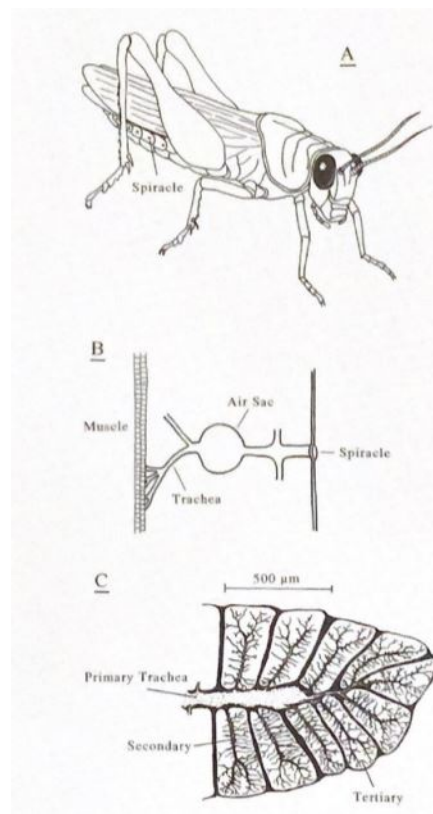 A
Spiracle
B
Air Sac
Muscle
Spiracle
Trachea
C
500 μm
Primary Trachea
Secondary
Tertiary